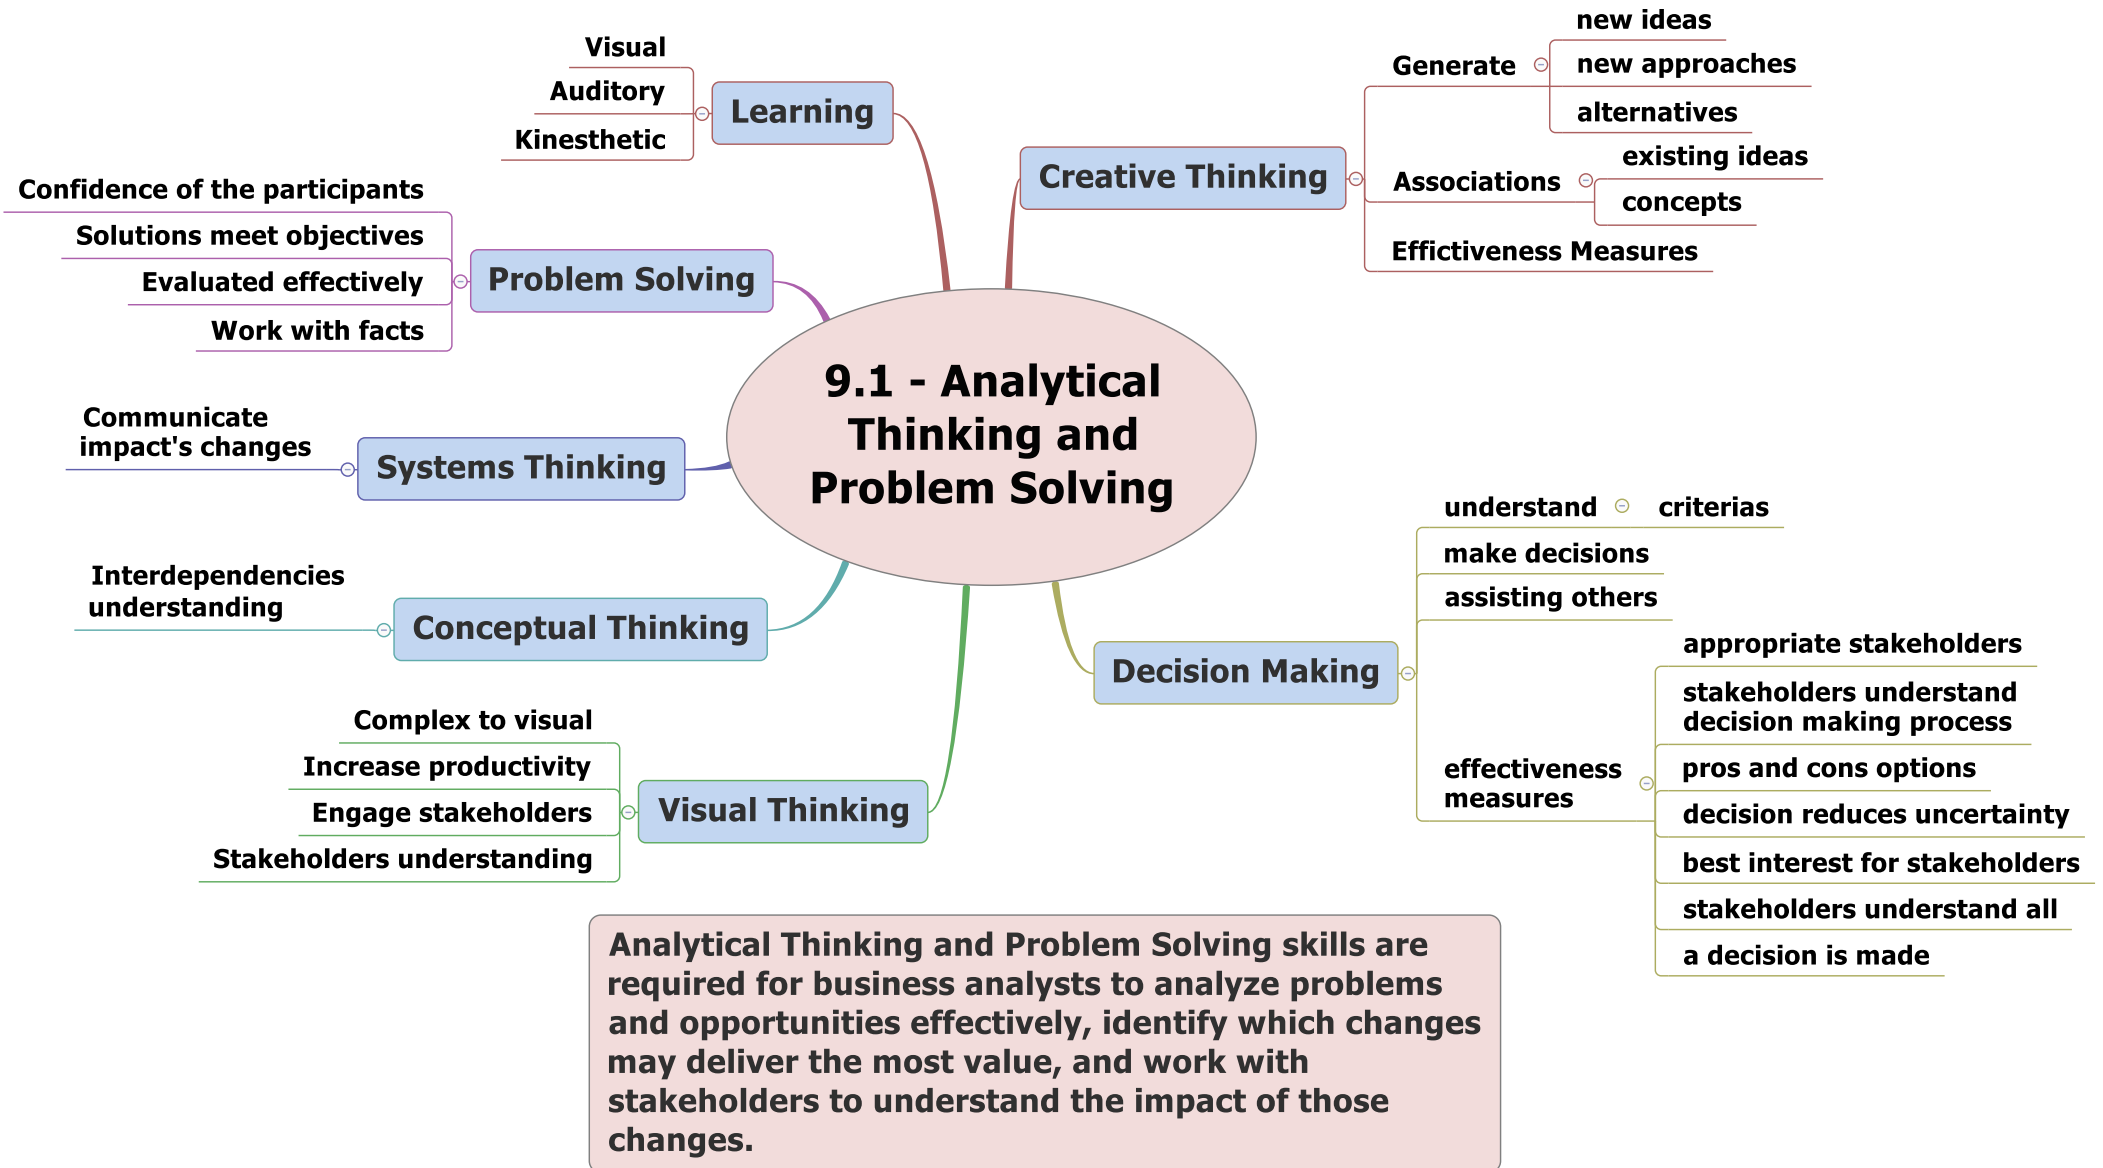 9.1 - Analytical
Thinking and
Problem Solving
Creative Thinking
Generate
new ideas
new approaches
alternatives
Associations
existing ideas
concepts
Effictiveness Measures
Decision Making
understand
criterias
make decisions
assisting others
effectiveness
measures
appropriate stakeholders
stakeholders understand
decision making process
pros and cons options
decision reduces uncertainty
best interest for stakeholders
stakeholders understand all
a decision is made
Learning
Visual
Auditory
Kinesthetic
Problem Solving
Confidence of the participants
Solutions meet objectives
Evaluated effectively
Work with facts
Systems Thinking
Communicate
impact's changes
Conceptual Thinking
Interdependencies
understanding
Visual Thinking
Complex to visual
Increase productivity
Engage stakeholders
Stakeholders understanding
Analytical Thinking and Problem Solving skills are
required for business analysts to analyze problems
and opportunities effectively, identify which changes
may deliver the most value, and work with
stakeholders to understand the impact of those
changes.